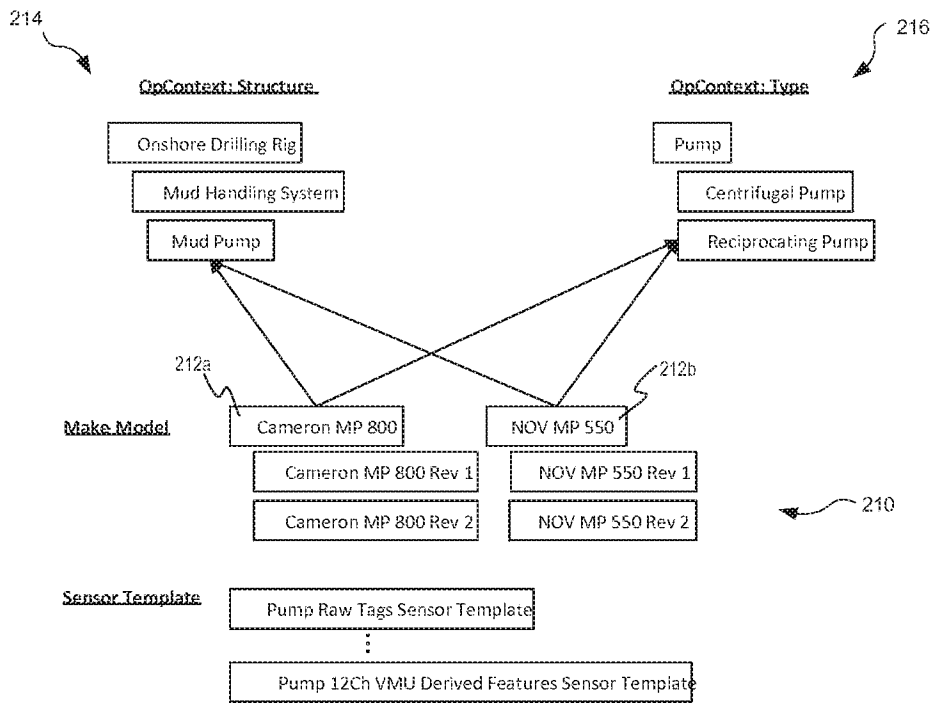 214
216
OpContext: Structure
OpContext: Type
Onshore Drilling Rig
Pump
Mud Handling System
Centrifugal Pump
Mud Pump
Reciprocating Pump
212a
212b
Make Model
Cameron MP 800
NOV MP 550
Cameron MP 800 Rev 1
NOV MP 550 Rev 1
Cameron MP 800 Rev 2
NOV MP 550 Rev 2
210
Sensor Template
Pump Raw Tags Sensor Template
Pump 12Ch VMU Derived Features Sensor Template